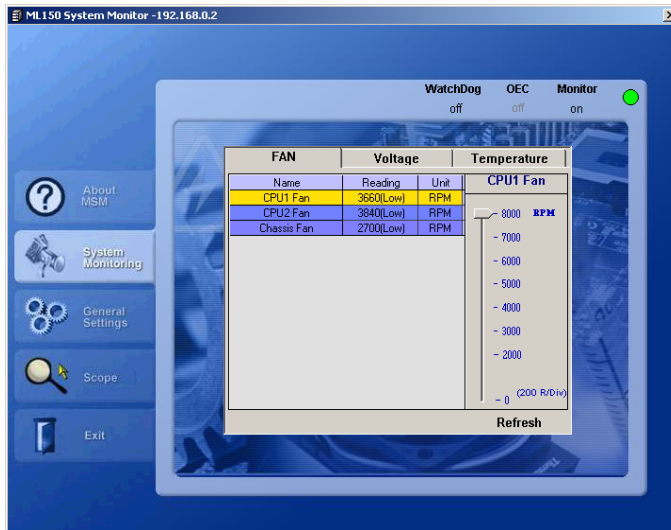 ML150 System Monitor -192.168.0.2
WatchDog OEC Monitor
off off on
FAN Voltage Temperature
Name Reading Unit
CPU1 Fan 3660(Low) RPM
CPU2 Fan 3840(Low) RPM
Chassis Fan 2700(Low) RPM
CPU1 Fan
- 8000 RPM
- 7000
- 6000
- 5000
- 4000
- 3000
- 2000
- 0 (200 R/Div)
Refresh
About
MSM
System
Monitoring
General
Settings
Scope
Exit